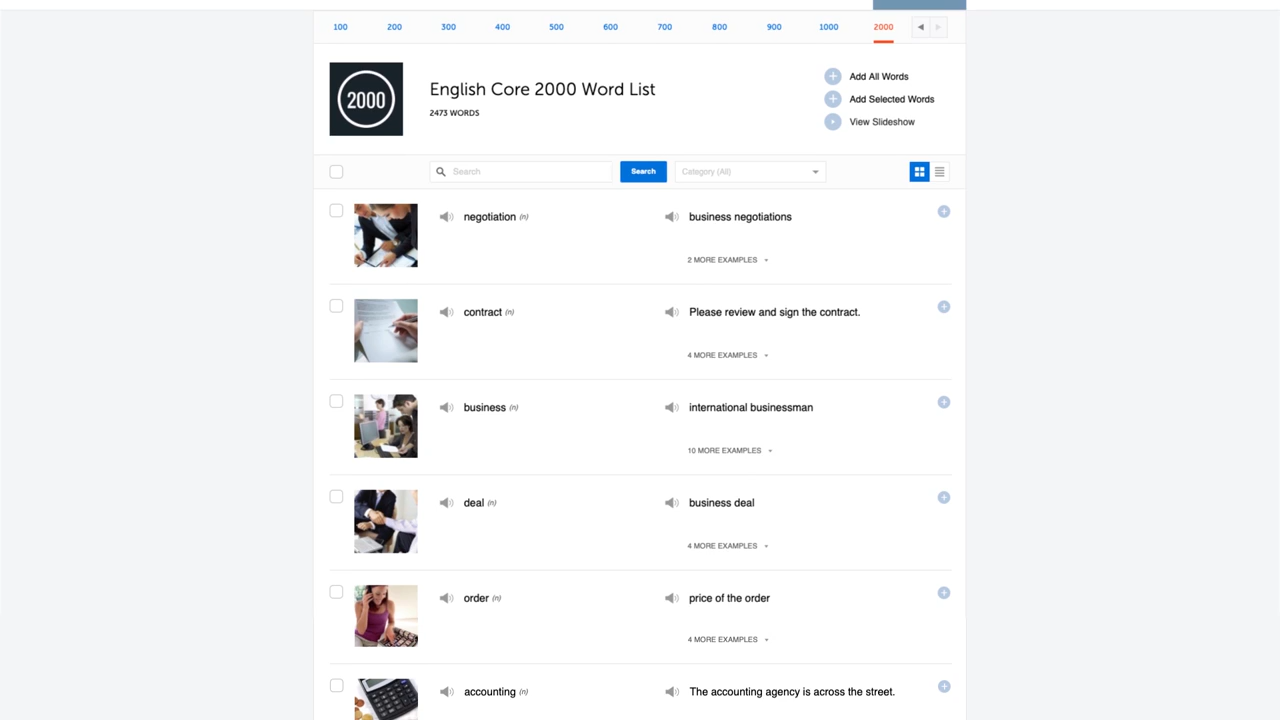 100 200 300 400 500 600 700 800 900 1000 2000
2000
English Core 2000 Word List
2473 WORDS
Add All Words
Add Selected Words
View Slideshow
Search Search Category (All)
negotiation (n) business negotiations
2 MORE EXAMPLES
contract (n) Please review and sign the contract.
4 MORE EXAMPLES
business (n) international businessman
10 MORE EXAMPLES
deal (n) business deal
4 MORE EXAMPLES
order (n) price of the order
4 MORE EXAMPLES
accounting (n) The accounting agency is across the street.